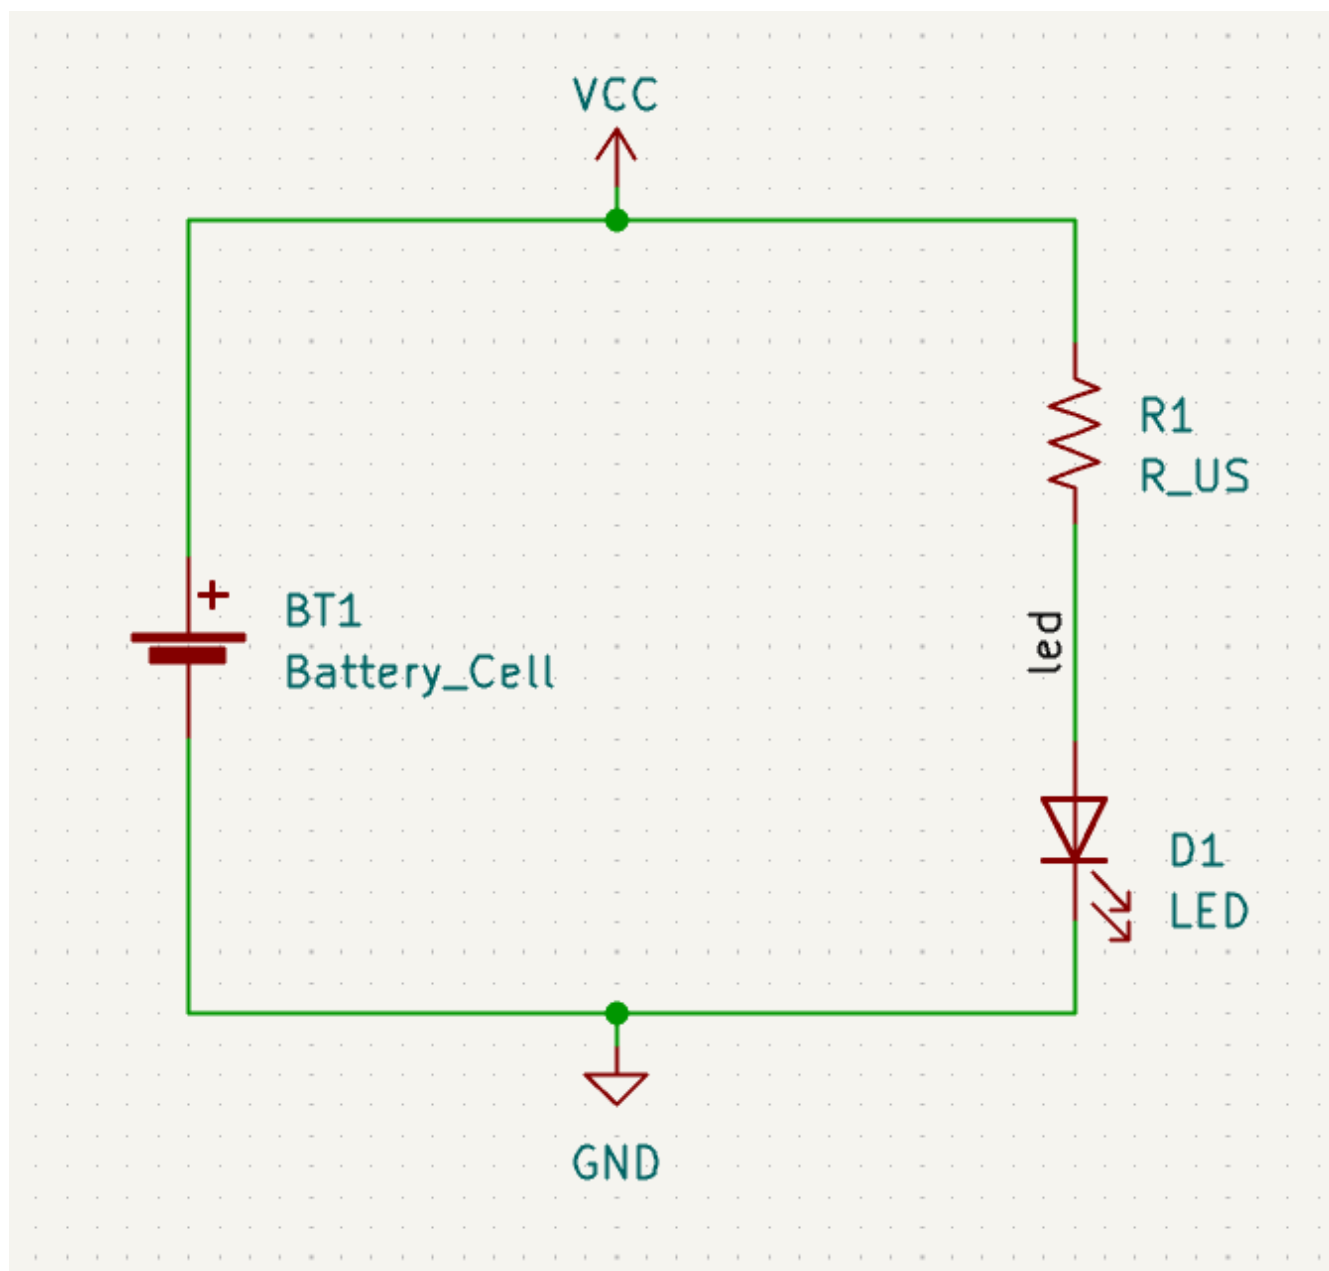 VCC
R1
R_US
+
BT1
Battery_Cell
led
D1
LED
GND